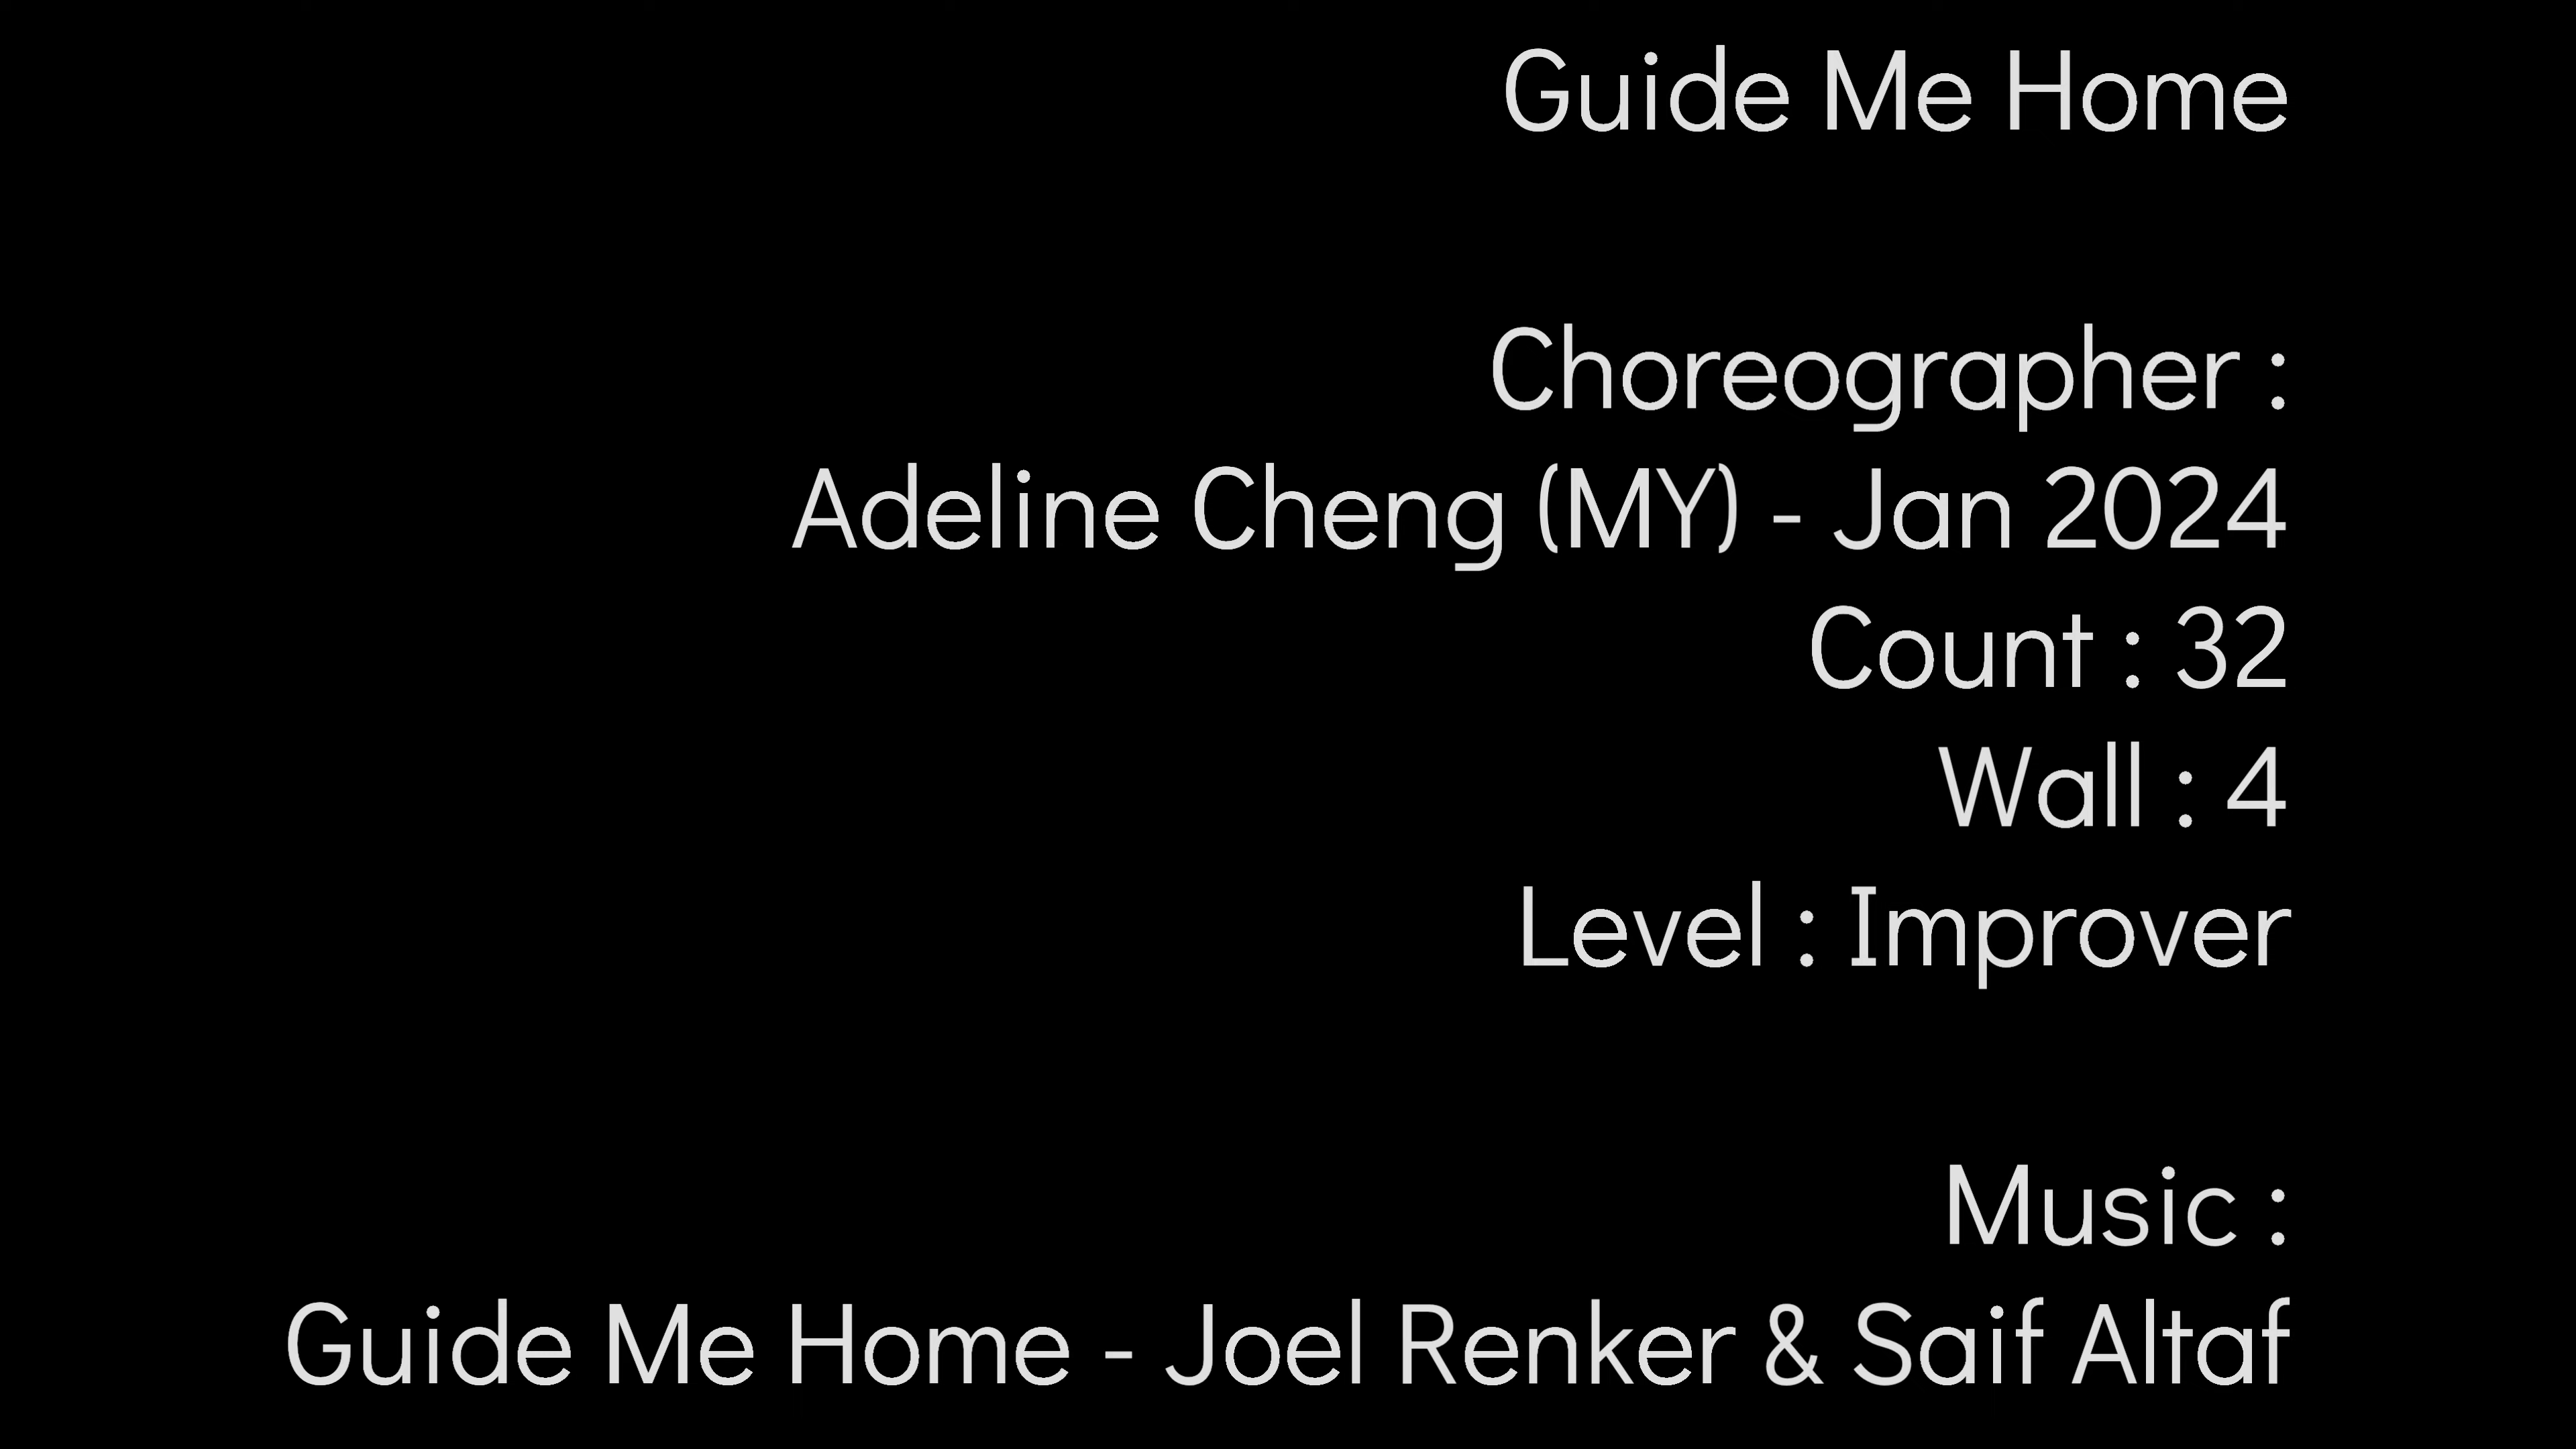 Guide Me Home
Choreographer :
Adeline Cheng (MY) - Jan 2024
Count : 32
Wall : 4
Level : Improver
Music :
Guide Me Home - Joel Renker & Saif Altaf